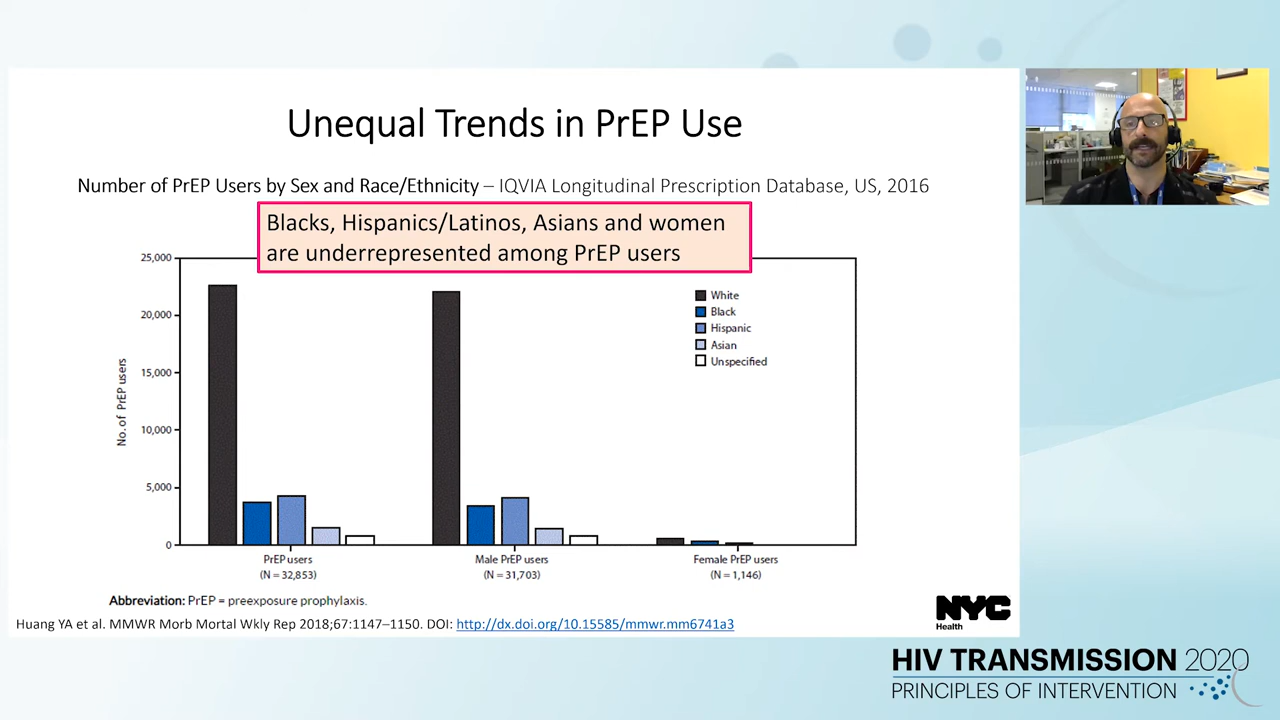 Unequal Trends in PrEP Use
Number of PrEP Users by Sex and Race/Ethnicity – IQVIA Longitudinal Prescription Database, US, 2016
Blacks, Hispanics/Latinos, Asians and women
are underrepresented among PrEP users
25,000
20,000
15,000
10,000
5,000
0
No. of PrEP users
White
Black
Hispanic
Asian
Unspecified
PrEP users
(N = 32,853)
Male PrEP users
(N = 31,703)
Female PrEP users
(N = 1,146)
Abbreviation: PrEP = preexposure prophylaxis.
Huang YA et al. MMWR Morb Mortal Wkly Rep 2018;67:1147–1150. DOI: http://dx.doi.org/10.15585/mmwr.mm6741a3
NYC
Health
HIV TRANSMISSION 2020
PRINCIPLES OF INTERVENTION